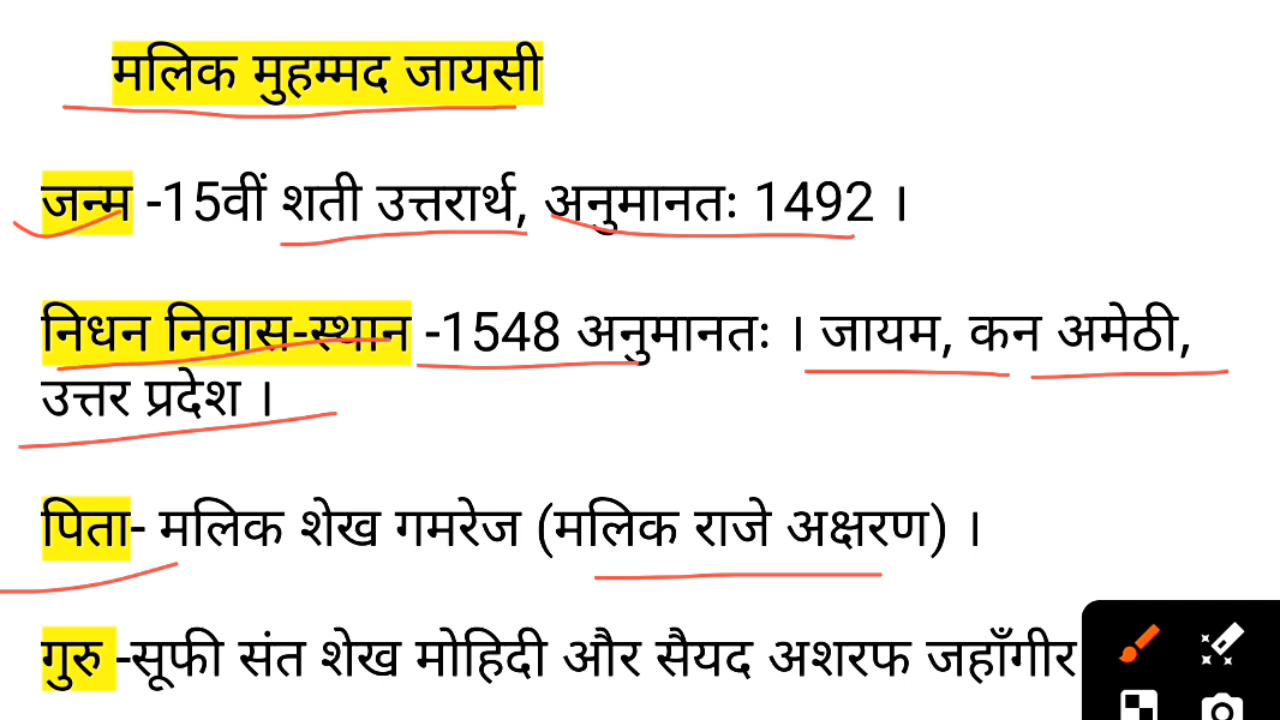 मलिक मुहम्मद जायसी
जन्म -15वीं शती उत्तरार्थ, अनुमानतः 1492 ।
निधन निवास-स्थान -1548 अनुमानतः । जायम, कन अमेठी,
उत्तर प्रदेश ।
पिता- मलिक शेख गमरेज (मलिक राजे अक्षरण) ।
गुरु -सूफी संत शेख मोहिदी और सैयद अशरफ जहाँगीर